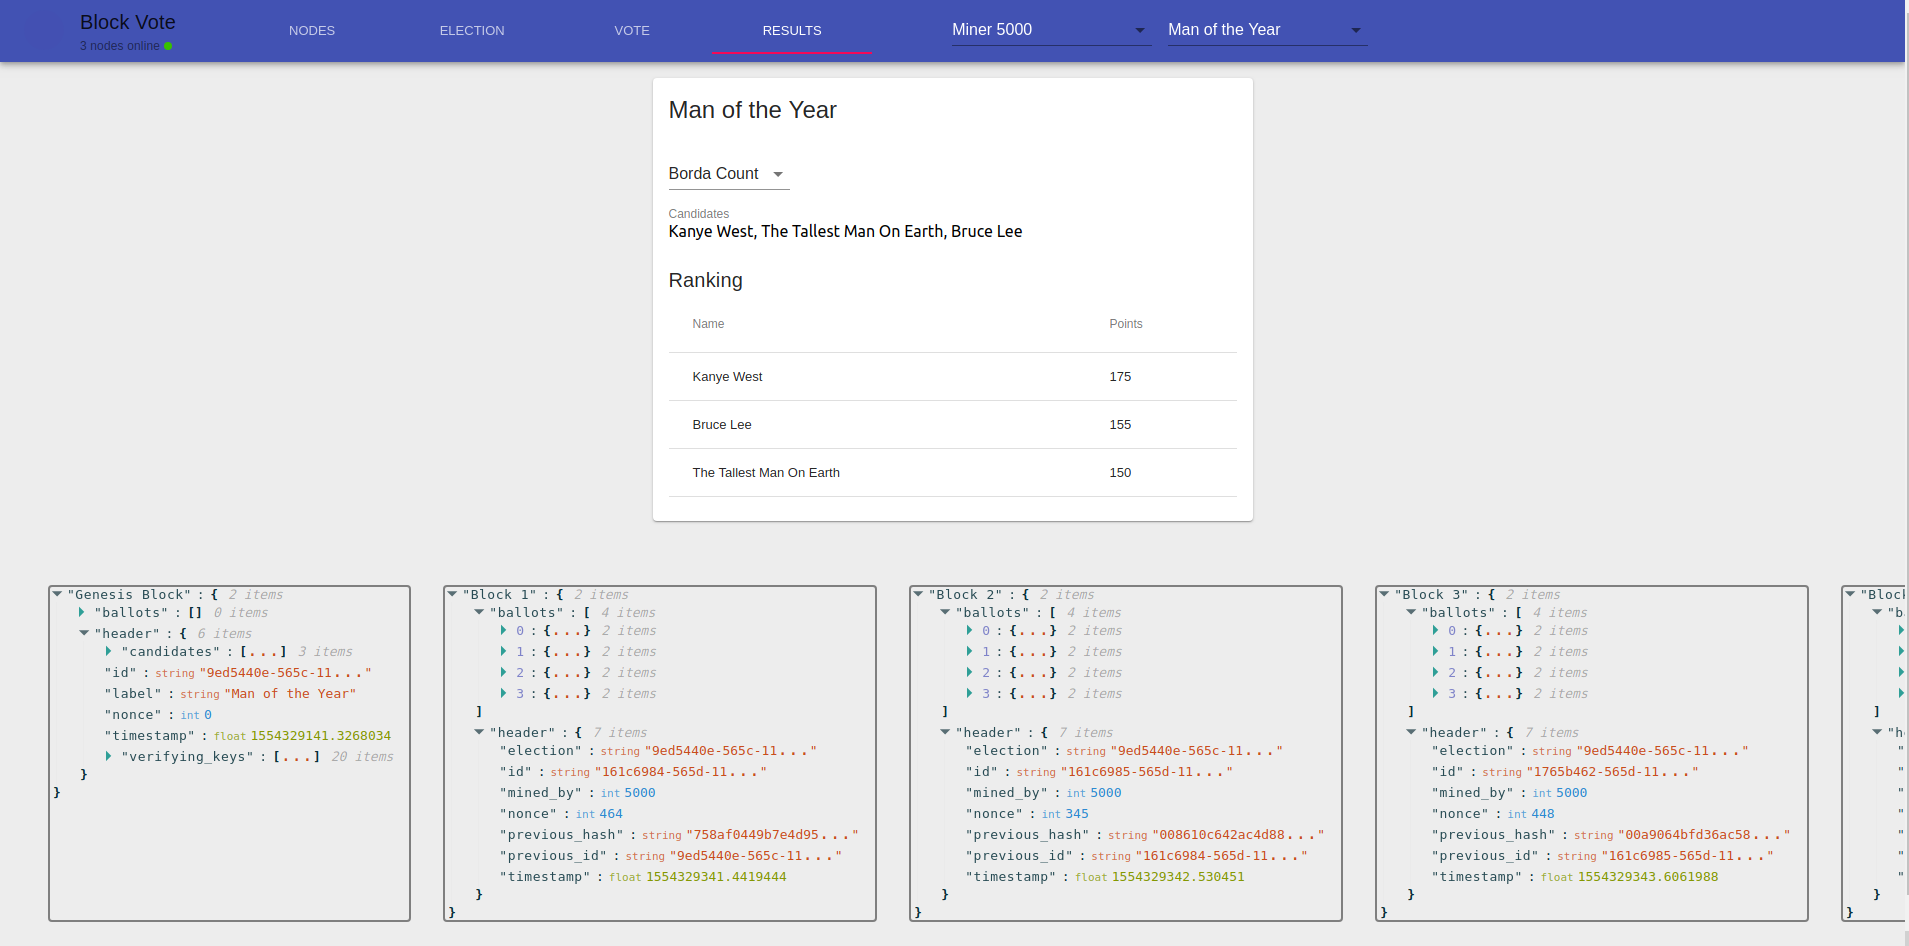 Block Vote
3 nodes online
NODES
ELECTION
VOTE
RESULTS
Miner 5000
Man of the Year
Man of the Year
Borda Count
Candidates
Kanye West, The Tallest Man On Earth, Bruce Lee
Ranking
Name Points
Kanye West 175
Bruce Lee 155
The Tallest Man On Earth 150
"Genesis Block" : { 2 items
"ballots" : [] 0 items
"header" : { 6 items
"candidates" : [...] 3 items
"id" : string "9ed5440e-565c-11..."
"label" : string "Man of the Year"
"nonce" : int 0
"timestamp" : float 1554329141.3268034
"verifying_keys" : [...] 20 items
}
}
"Block 1" : { 2 items
"ballots" : [ 4 items
0 : {...} 2 items
1 : {...} 2 items
2 : {...} 2 items
3 : {...} 2 items
]
"header" : { 7 items
"election" : string "9ed5440e-565c-11..."
"id" : string "161c6984-565d-11..."
"mined_by" : int 5000
"nonce" : int 464
"previous_hash" : string "758af0449b7e4d95..."
"previous_id" : string "9ed5440e-565c-11..."
"timestamp" : float 1554329341.4419444
}
}
"Block 2" : { 2 items
"ballots" : [ 4 items
0 : {...} 2 items
1 : {...} 2 items
2 : {...} 2 items
3 : {...} 2 items
]
"header" : { 7 items
"election" : string "9ed5440e-565c-11..."
"id" : string "161c6985-565d-11..."
"mined_by" : int 5000
"nonce" : int 345
"previous_hash" : string "008610c642ac4d88..."
"previous_id" : string "161c6984-565d-11..."
"timestamp" : float 1554329342.530451
}
}
"Block 3" : { 2 items
"ballots" : [ 4 items
0 : {...} 2 items
1 : {...} 2 items
2 : {...} 2 items
3 : {...} 2 items
]
"header" : { 7 items
"election" : string "9ed5440e-565c-11..."
"id" : string "1765b462-565d-11..."
"mined_by" : int 5000
"nonce" : int 448
"previous_hash" : string "00a9064bfd36ac58..."
"previous_id" : string "161c6985-565d-11..."
"timestamp" : float 1554329343.6061988
}
}
]
}
}